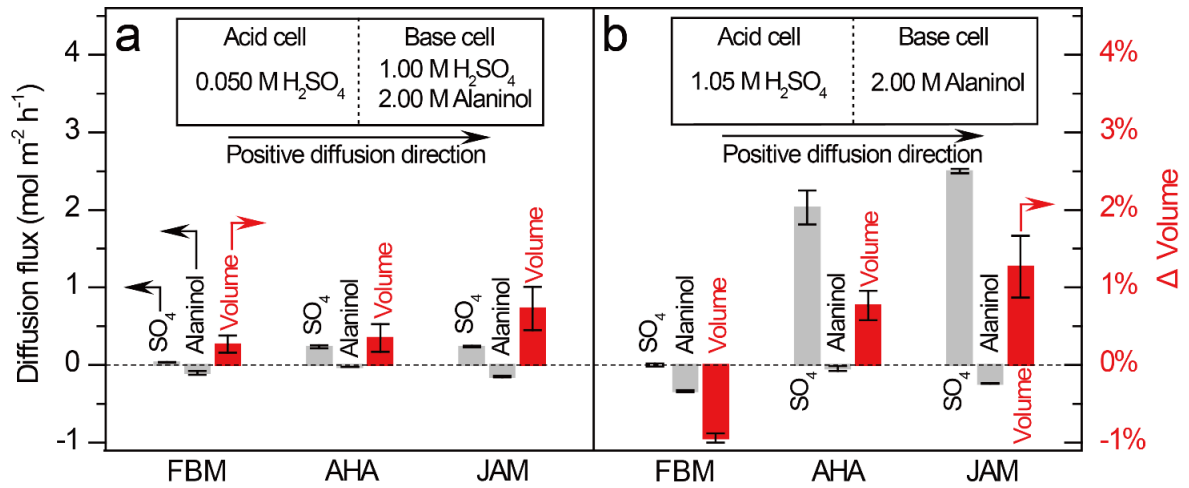 Diffusion flux (mol m⁻² h⁻¹)
4
3
2
1
0
-1
a
Acid cell
Base cell
0.050 M H₂SO₄
1.00 M H₂SO₄
2.00 M Alaninol
Positive diffusion direction
SO₄
Alaninol
Volume
SO₄
Alaninol
Volume
SO₄
Alaninol
Volume
FBM
AHA
JAM
b
Acid cell
Base cell
1.05 M H₂SO₄
2.00 M Alaninol
Positive diffusion direction
SO₄
Alaninol
Volume
SO₄
Alaninol
Volume
SO₄
Alaninol
Volume
FBM
AHA
JAM
4%
3%
2%
1%
0%
-1%
Δ Volume